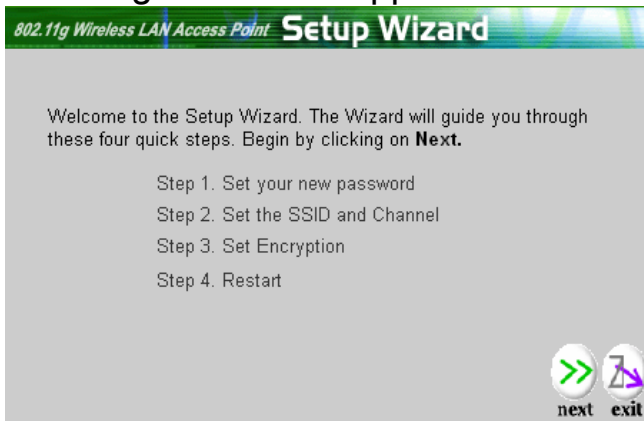 802.11g Wireless LAN Access Point Setup Wizard
Welcome to the Setup Wizard. The Wizard will guide you through
these four quick steps. Begin by clicking on Next.
Step 1. Set your new password
Step 2. Set the SSID and Channel
Step 3. Set Encryption
Step 4. Restart
next exit